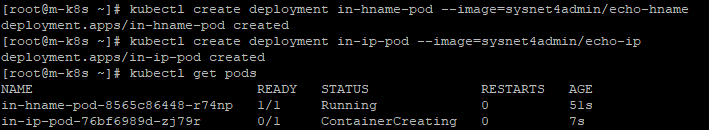 [root@m-k8s ~]# kubectl create deployment in-hname-pod --image=sysnet4admin/echo-hname
deployment.apps/in-hname-pod created
[root@m-k8s ~]# kubectl create deployment in-ip-pod --image=sysnet4admin/echo-ip
deployment.apps/in-ip-pod created
[root@m-k8s ~]# kubectl get pods
NAME READY STATUS RESTARTS AGE
in-hname-pod-8565c86448-r74np 1/1 Running 0 51s
in-ip-pod-76bf6989d-zj79r 0/1 ContainerCreating 0 7s